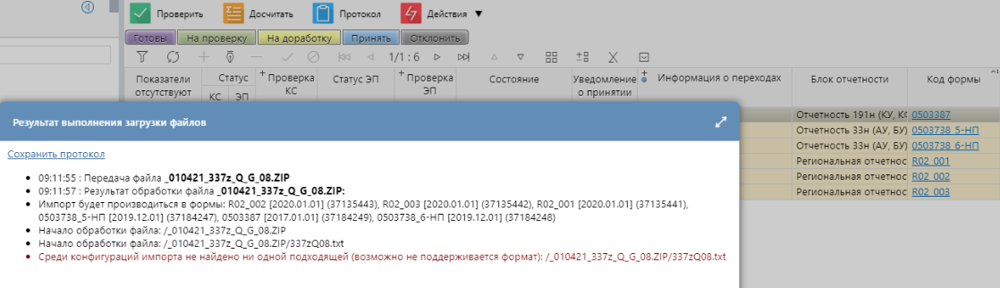 Проверить Досчитать Протокол Действия
Готовы На проверку На доработку Принять Отклонить
1/1 : 6
Показатели отсутствуют Статус КС ЭП Проверка КС Статус ЭП Проверка ЭП Состояние Уведомление о принятии Информация о переходах Блок отчетности Код формы
Отчетность 191н (КУ, КФ 0503387
Отчетность 33н (АУ, БУ) 0503738_5-НП
Отчетность 33н (АУ, БУ) 0503738_6-НП
Региональная отчетнос R02_001
Региональная отчетнос R02_002
Региональная отчетнос R02_003
Результат выполнения загрузки файлов
Сохранить протокол
09:11:55 : Передача файла _010421_337z_Q_G_08.ZIP
09:11:57 : Результат обработки файла _010421_337z_Q_G_08.ZIP:
Импорт будет производиться в формы: R02_002 [2020.01.01] (37135443), R02_003 [2020.01.01] (37135442), R02_001 [2020.01.01] (37135441),
0503738_5-НП [2019.12.01] (37184247), 0503387 [2017.01.01] (37184249), 0503738_6-НП [2019.12.01] (37184248)
Начало обработки файла: /_010421_337z_Q_G_08.ZIP
Начало обработки файла: /_010421_337z_Q_G_08.ZIP/337zQ08.txt
Среди конфигураций импорта не найдено ни одной подходящей (возможно не поддерживается формат): /_010421_337z_Q_G_08.ZIP/337zQ08.txt